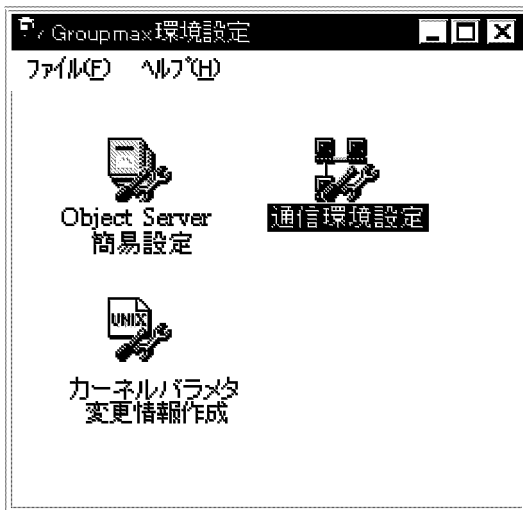 Groupmax環境設定
ファイル(F) ヘルプ(H)
Object Server
簡易設定
通信環境設定
UNIX
カーネルパラメタ
変更情報作成